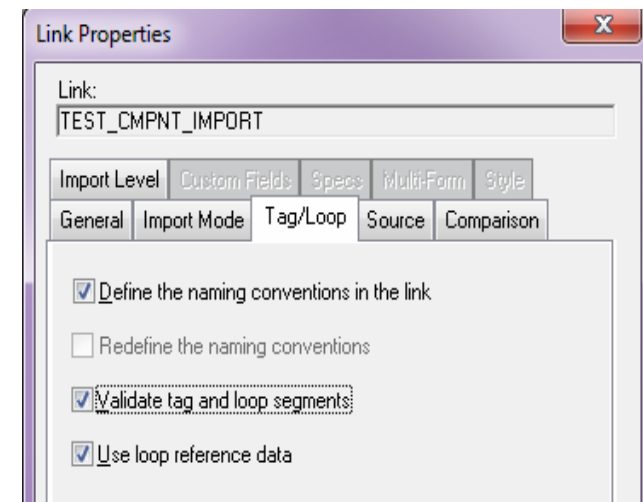 Link Properties
X
Link:
TEST_CMPNT_IMPORT
Import Level Custom Fields Specs Multi-Form Style
General Import Mode Tag/Loop Source Comparison
Define the naming conventions in the link
Redefine the naming conventions
Validate tag and loop segments
Use loop reference data